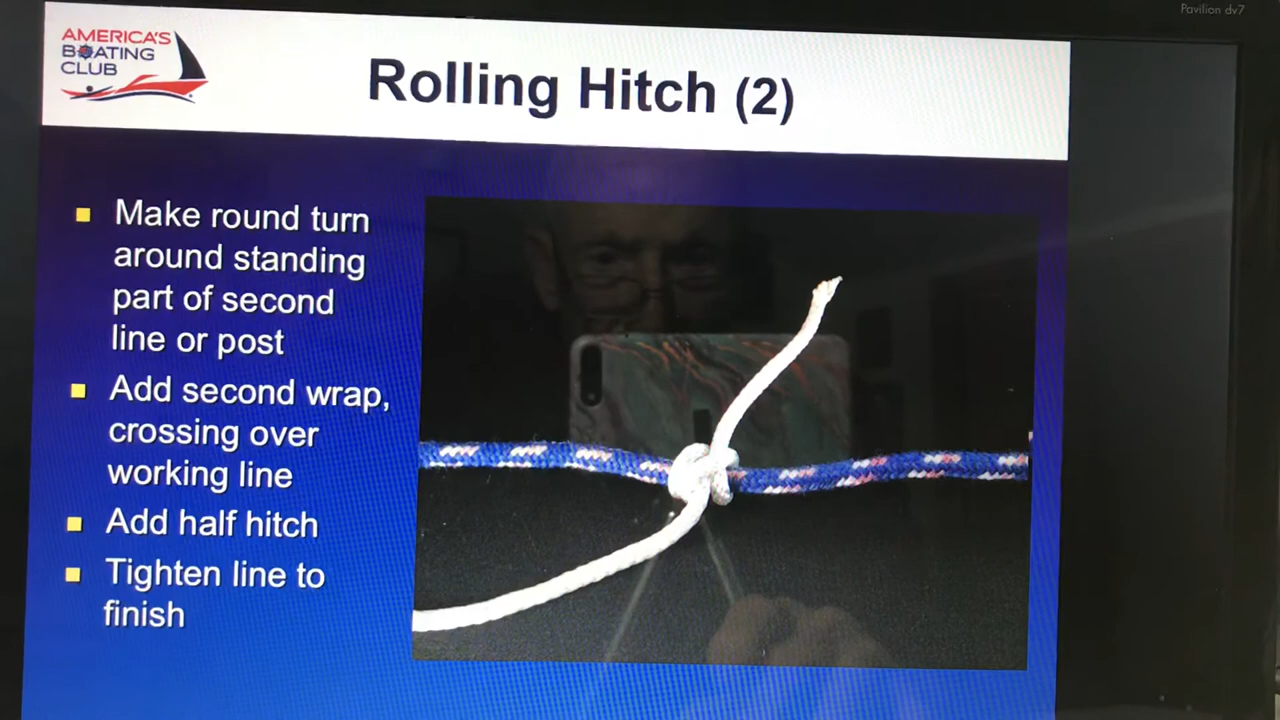 Pavilion dv7
AMERICA'S
BOATING
CLUB
Rolling Hitch (2)
Make round turn
around standing
part of second
line or post
Add second wrap,
crossing over
working line
Add half hitch
Tighten line to
finish